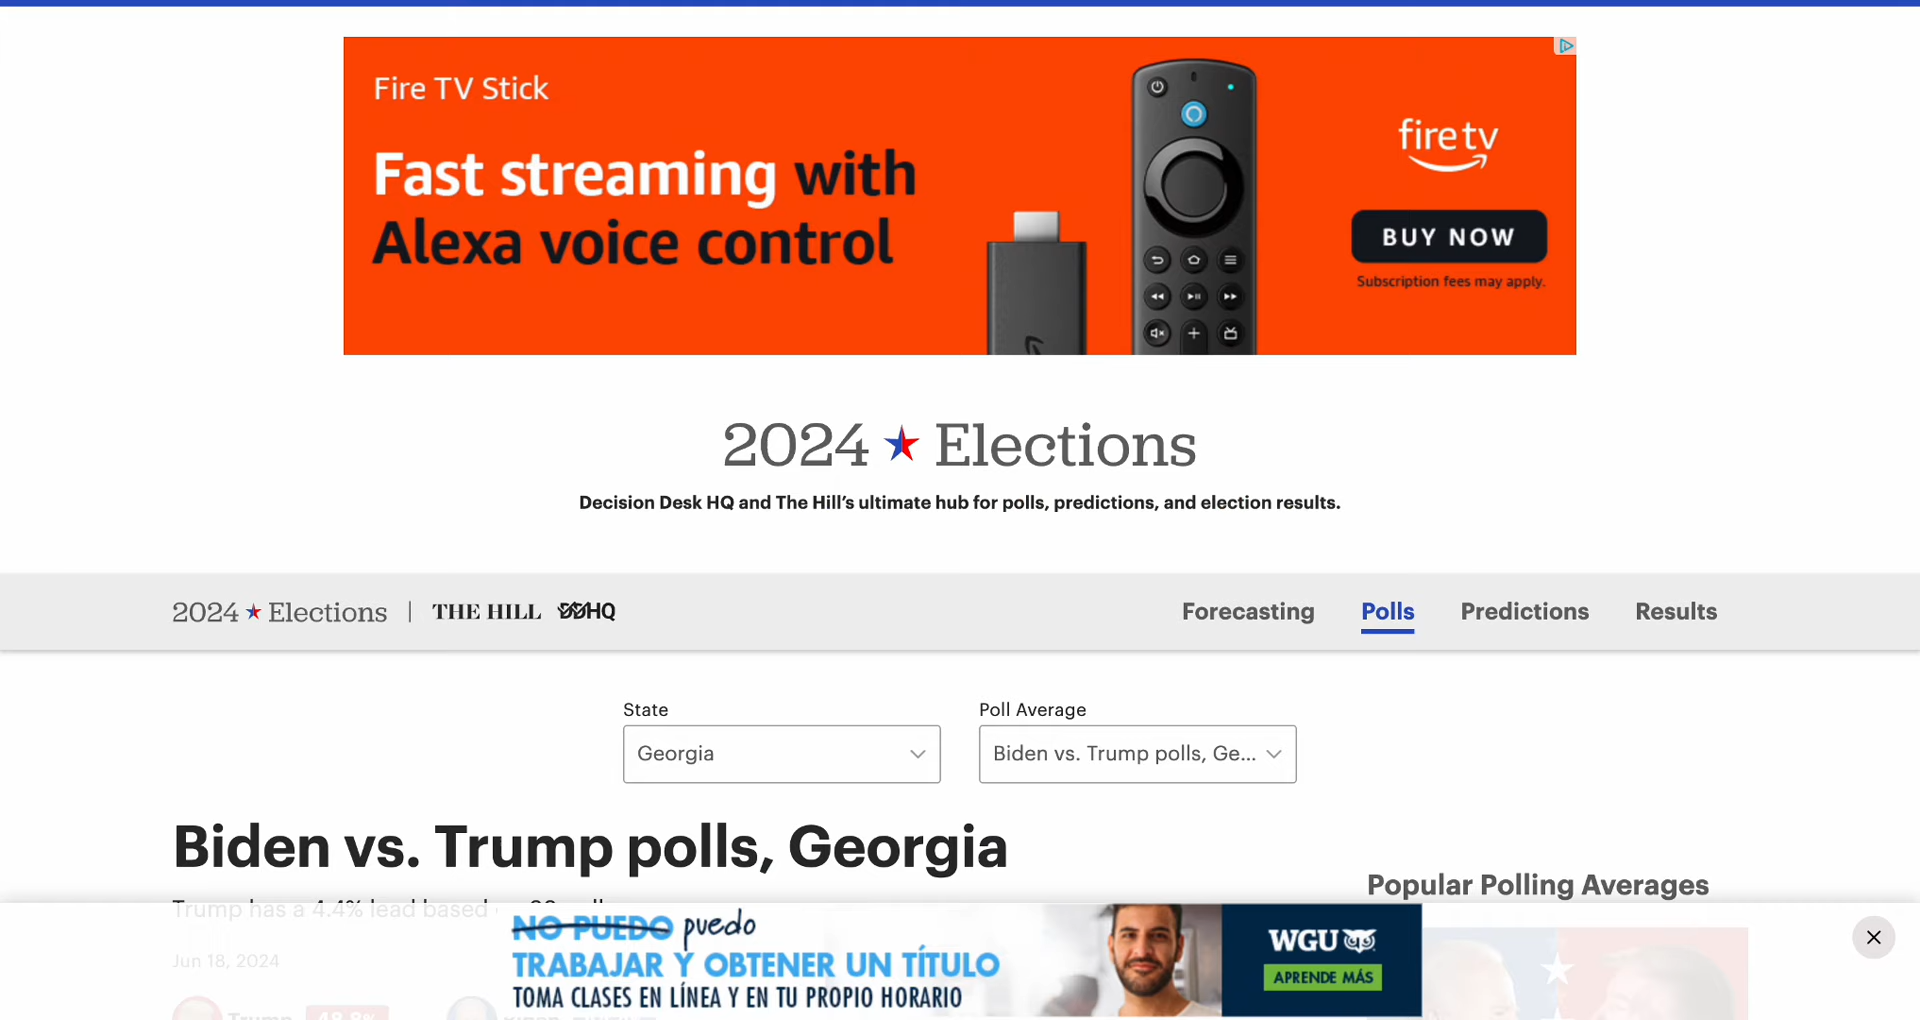 Fire TV Stick
Fast streaming with
Alexa voice control
fire tv
BUY NOW
Subscription fees may apply.
2024 Elections
Decision Desk HQ and The Hill's ultimate hub for polls, predictions, and election results.
2024 Elections | THE HILL DDHQ
Forecasting Polls Predictions Results
State
Georgia
Poll Average
Biden vs. Trump polls, Ge...
Biden vs. Trump polls, Georgia
Trump has a 4.4% lead based
Popular Polling Averages
Jun 18, 2024
Trump 48.8%
NO PUEDO puedo
TRABAJAR Y OBTENER UN TÍTULO
TOMA CLASES EN LÍNEA Y EN TU PROPIO HORARIO
WGU
APRENDE MÁS